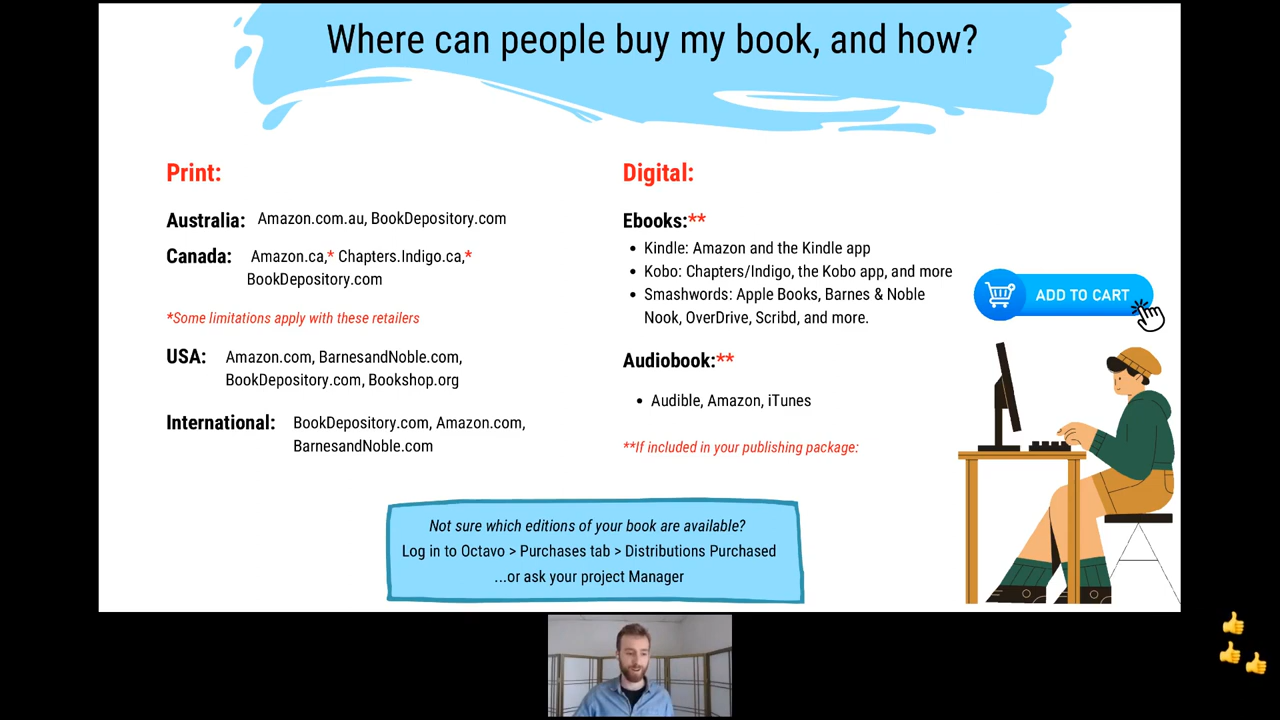 Where can people buy my book, and how?
Print:
Australia: Amazon.com.au, BookDepository.com
Canada: Amazon.ca,* Chapters.Indigo.ca,*
BookDepository.com
*Some limitations apply with these retailers
USA: Amazon.com, BarnesandNoble.com,
BookDepository.com, Bookshop.org
International: BookDepository.com, Amazon.com,
BarnesandNoble.com
Digital:
Ebooks:**
• Kindle: Amazon and the Kindle app
• Kobo: Chapters/Indigo, the Kobo app, and more
• Smashwords: Apple Books, Barnes & Noble
Nook, OverDrive, Scribd, and more.
Audiobook:**
• Audible, Amazon, iTunes
**If included in your publishing package:
ADD TO CART
Not sure which editions of your book are available?
Log in to Octavo > Purchases tab > Distributions Purchased
...or ask your project Manager